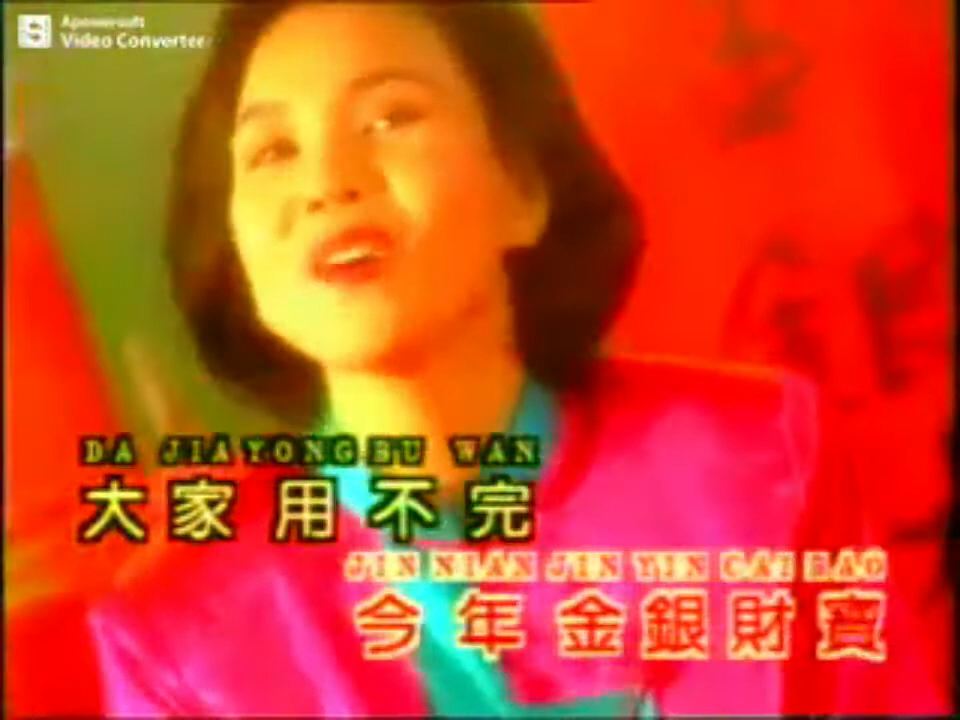 Apowersoft
Video Converter
DA JIA YONG BU WAN
大家用不完
JIN NIAN JIN YIN CAI BAO
今年金銀財寶